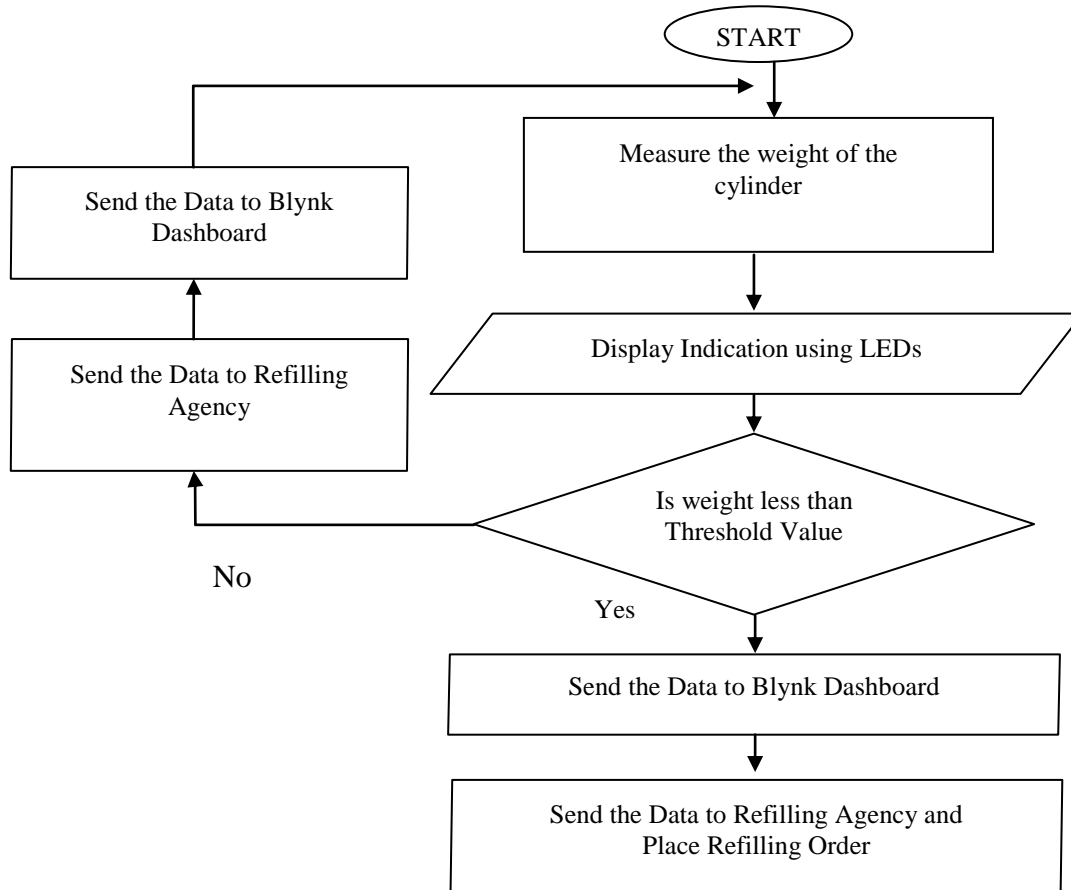 START
Measure the weight of the
cylinder
Send the Data to Blynk
Dashboard
Display Indication using LEDs
Send the Data to Refilling
Agency
Is weight less than
Threshold Value
No
Yes
Send the Data to Blynk Dashboard
Send the Data to Refilling Agency and
Place Refilling Order